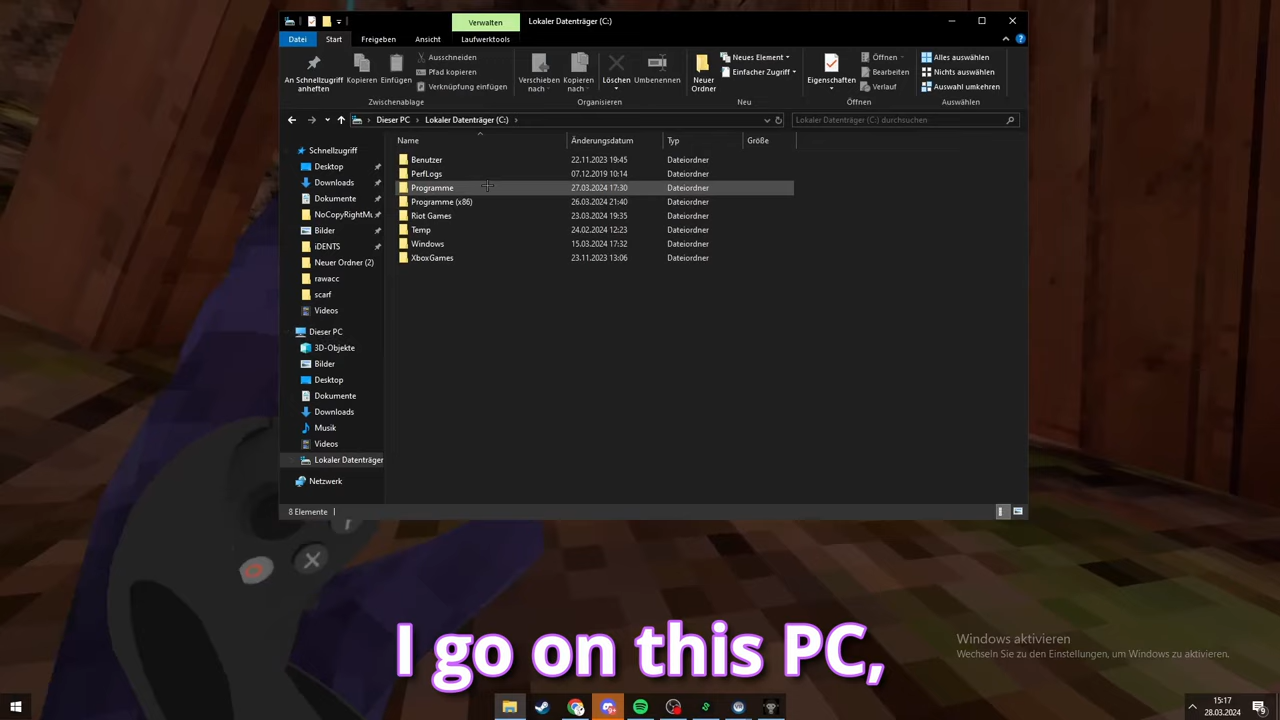 Verwalten
Lokaler Datenträger (C:)
Datei
Start
Freigeben
Ansicht
Laufwerktools
An Schnellzugriff
anheften
Kopieren
Einfügen
Ausschneiden
Pfad kopieren
Verknüpfung einfügen
Zwischenablage
Verschieben
nach
Kopieren
nach
Löschen
Umbenennen
Organisieren
Neuer
Ordner
Neues Element
Einfacher Zugriff
Neu
Eigenschaften
Öffnen
Bearbeiten
Verlauf
Öffnen
Alles auswählen
Nichts auswählen
Auswahl umkehren
Auswählen
Dieser PC > Lokaler Datenträger (C:) >
Lokaler Datenträger (C:) durchsuchen
Name Änderungsdatum Typ Größe
Benutzer 22.11.2023 19:45 Dateiordner
PerfLogs 07.12.2019 10:14 Dateiordner
Programme 27.03.2024 17:30 Dateiordner
Programme (x86) 26.03.2024 21:40 Dateiordner
Riot Games 23.03.2024 19:35 Dateiordner
Temp 24.02.2024 12:23 Dateiordner
Windows 15.03.2024 17:32 Dateiordner
XboxGames 23.11.2023 13:06 Dateiordner
Schnellzugriff
Desktop
Downloads
Dokumente
NoCopyRightMu
Bilder
iDENTS
Neuer Ordner (2)
rawacc
scarf
Videos
Dieser PC
3D-Objekte
Bilder
Desktop
Dokumente
Downloads
Musik
Videos
Lokaler Datenträger
Netzwerk
8 Elemente
I go on this PC,
Windows aktivieren
Wechseln Sie zu den Einstellungen, um Windows zu aktivieren.
15:17
28.03.2024